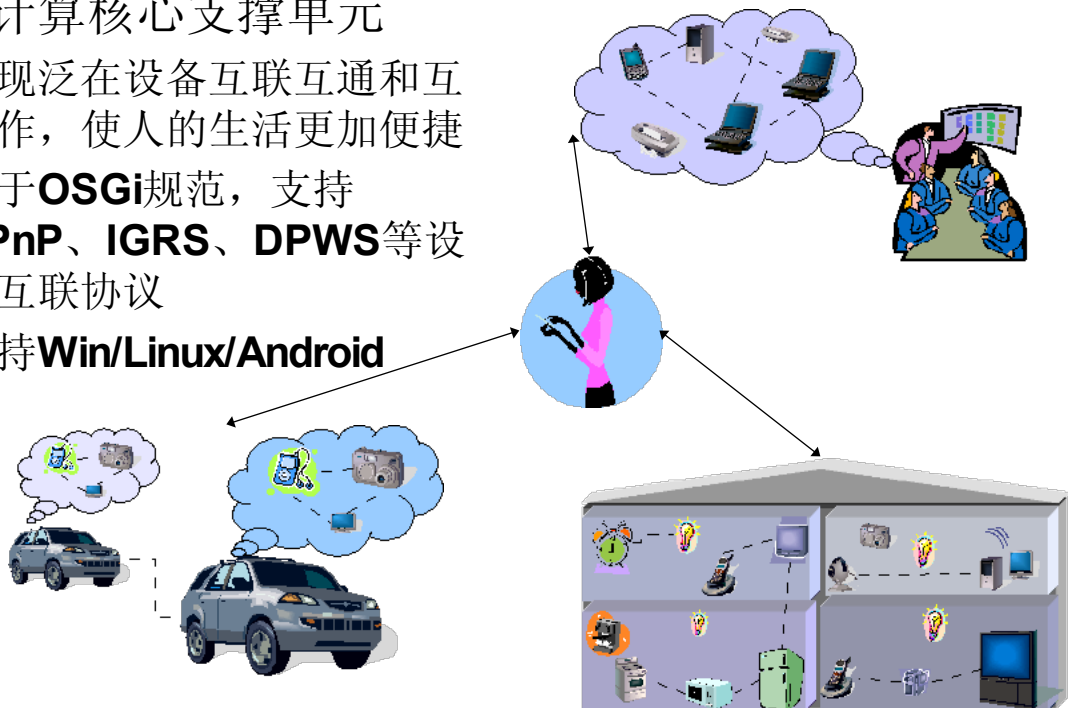 计算核心支撑单元
现泛在设备互联互通和互
作，使人的生活更加便捷
于OSGi规范，支持
PnP、IGRS、DPWS等设
互联协议
持Win/Linux/Android